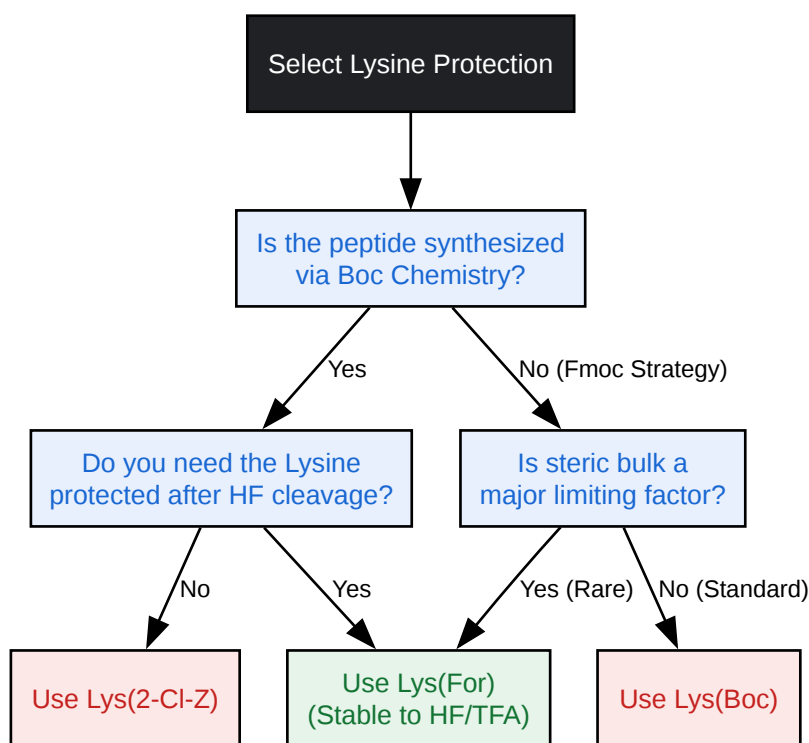 Select Lysine Protection
Is the peptide synthesized
via Boc Chemistry?
Yes
No (Fmoc Strategy)
Do you need the Lysine
protected after HF cleavage?
Is steric bulk a
major limiting factor?
No
Yes
Yes (Rare)
No (Standard)
Use Lys(2-Cl-Z)
Use Lys(For)
(Stable to HF/TFA)
Use Lys(Boc)